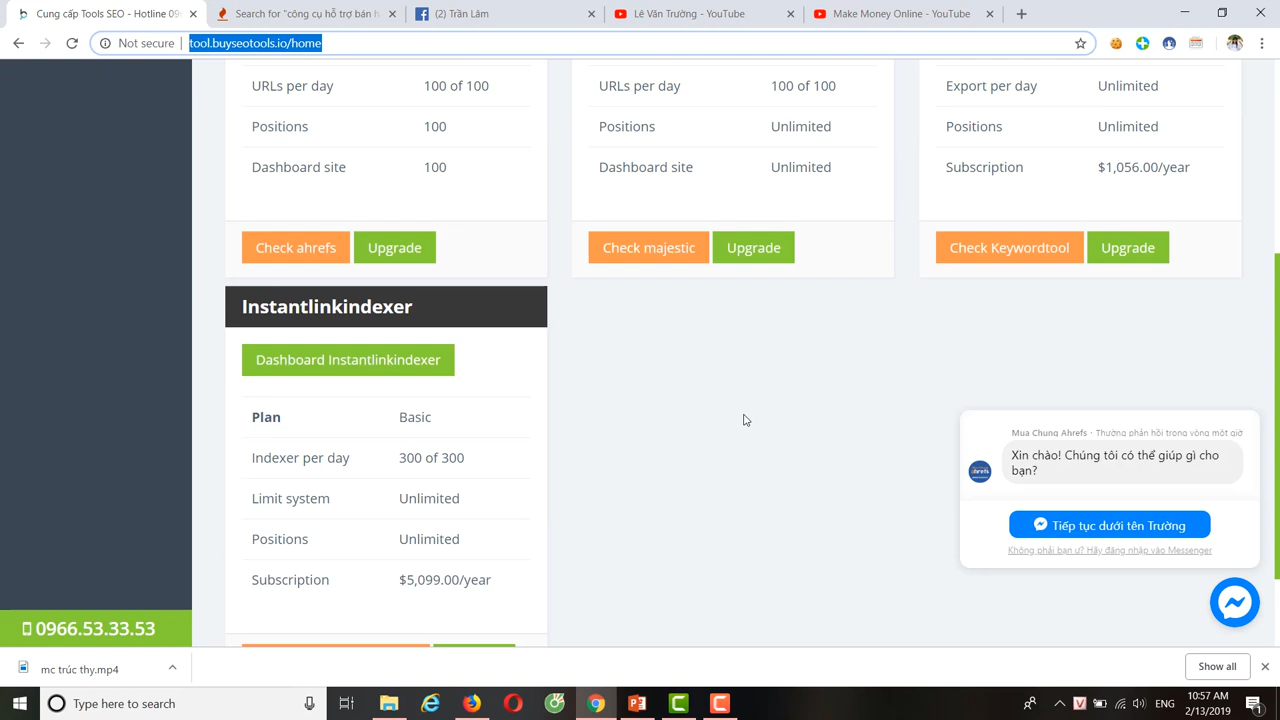 Cung cấp Tools SEO - Hotline 09
Search for "công cụ hỗ trợ bán h
(2) Trần Lâm
Lê Văn Trường - YouTube
Make Money Online - YouTube
Not secure
tool.buyseotools.io/home
URLs per day 100 of 100
Positions 100
Dashboard site 100
Check ahrefs Upgrade
URLs per day 100 of 100
Positions Unlimited
Dashboard site Unlimited
Check majestic Upgrade
Export per day Unlimited
Positions Unlimited
Subscription $1,056.00/year
Check Keywordtool Upgrade
Instantlinkindexer
Dashboard Instantlinkindexer
Plan Basic
Indexer per day 300 of 300
Limit system Unlimited
Positions Unlimited
Subscription $5,099.00/year
Mua Chung Ahrefs • Thường phản hồi trong vòng một giờ
Xin chào! Chúng tôi có thể giúp gì cho
bạn?
Tiếp tục dưới tên Trường
Không phải bạn ư? Hãy đăng nhập vào Messenger
0966.53.33.53
mc trúc thy.mp4
Show all
Type here to search
10:57 AM
2/13/2019